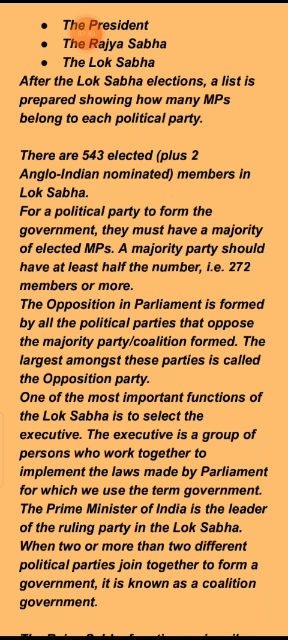 ● The President
● The Rajya Sabha
● The Lok Sabha
After the Lok Sabha elections, a list is
prepared showing how many MPs
belong to each political party.
There are 543 elected (plus 2
Anglo-Indian nominated) members in
Lok Sabha.
For a political party to form the
government, they must have a majority
of elected MPs. A majority party should
have at least half the number, i.e. 272
members or more.
The Opposition in Parliament is formed
by all the political parties that oppose
the majority party/coalition formed. The
largest amongst these parties is called
the Opposition party.
One of the most important functions of
the Lok Sabha is to select the
executive. The executive is a group of
persons who work together to
implement the laws made by Parliament
for which we use the term government.
The Prime Minister of India is the leader
of the ruling party in the Lok Sabha.
When two or more than two different
political parties join together to form a
government, it is known as a coalition
government.